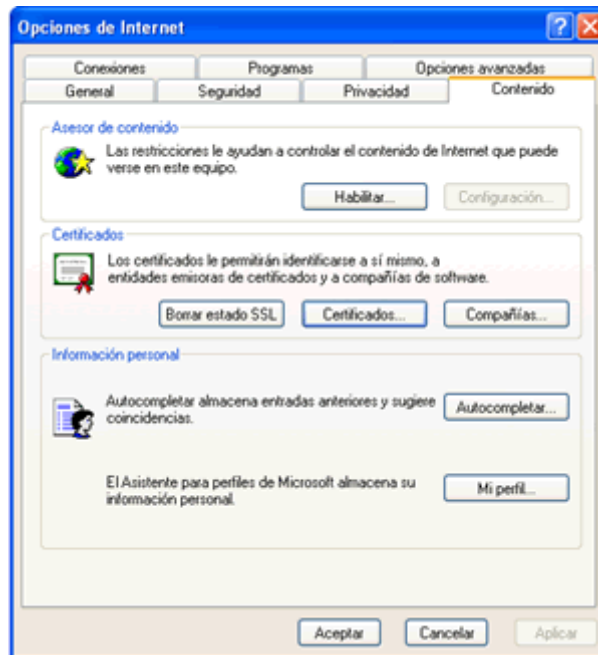 Opciones de Internet
Conexiones Programas Opciones avanzadas
General Seguridad Privacidad Contenido
Asesor de contenido
Las restricciones le ayudan a controlar el contenido de Internet que puede
verse en este equipo.
Habilitar... Configuración...
Certificados
Los certificados le permitirán identificarse a sí mismo, a
entidades emisoras de certificados y a compañías de software.
Borrar estado SSL Certificados... Compañías...
Información personal
Autocompletar almacena entradas anteriores y sugiere
coincidencias.
Autocompletar...
El Asistente para perfiles de Microsoft almacena su
información personal.
Mi perfil...
Aceptar Cancelar Aplicar